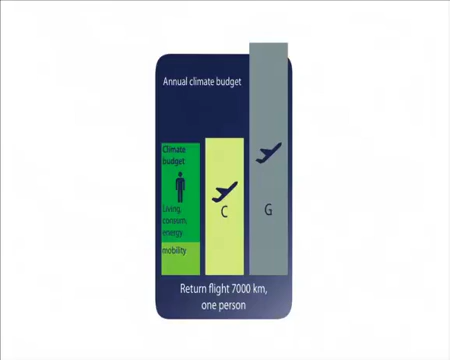 Annual climate budget
Climate
budget
Living,
consum,
energy
mobility
C
G
Return flight 7000 km,
one person